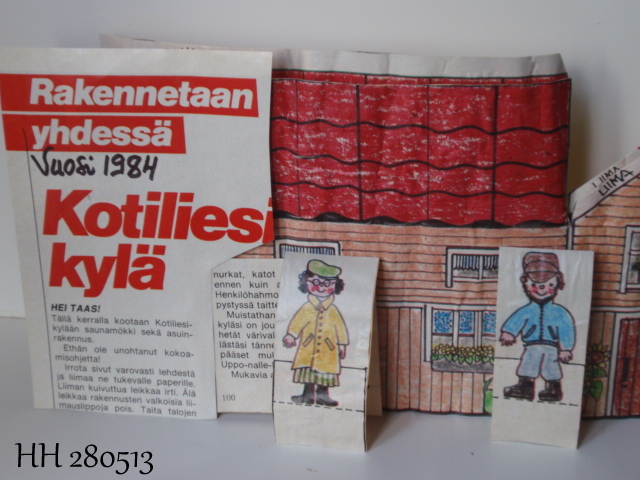 Rakennetaan
yhdessä
Vuosi 1984
Kotiliesi
kylä
HEI TAAS!
Tällä kerralla kootaan Kotiliesi-
kylään saunamökki sekä asuin-
rakennus.
Ethän ole unohtanut kokoa-
misohjetta!
Irrota sivut varovasti lehdestä
ja liimaa ne tukevalle paperille.
Liiman kuivuttua leikkaa irti. Älä
leikkaa rakennusten valkoisia lii-
mauslippoja pois. Taita talojen
nurkat, katot
ennen kuin a
Henkilöhahmo
pystyssä taitte
Muistathan
kyläsi on jou
netät värival
lästäsi tänne
pääset muk
Uppo-nalle-
Mukavia a
100
LIIMA
LIIMA
HH 280513